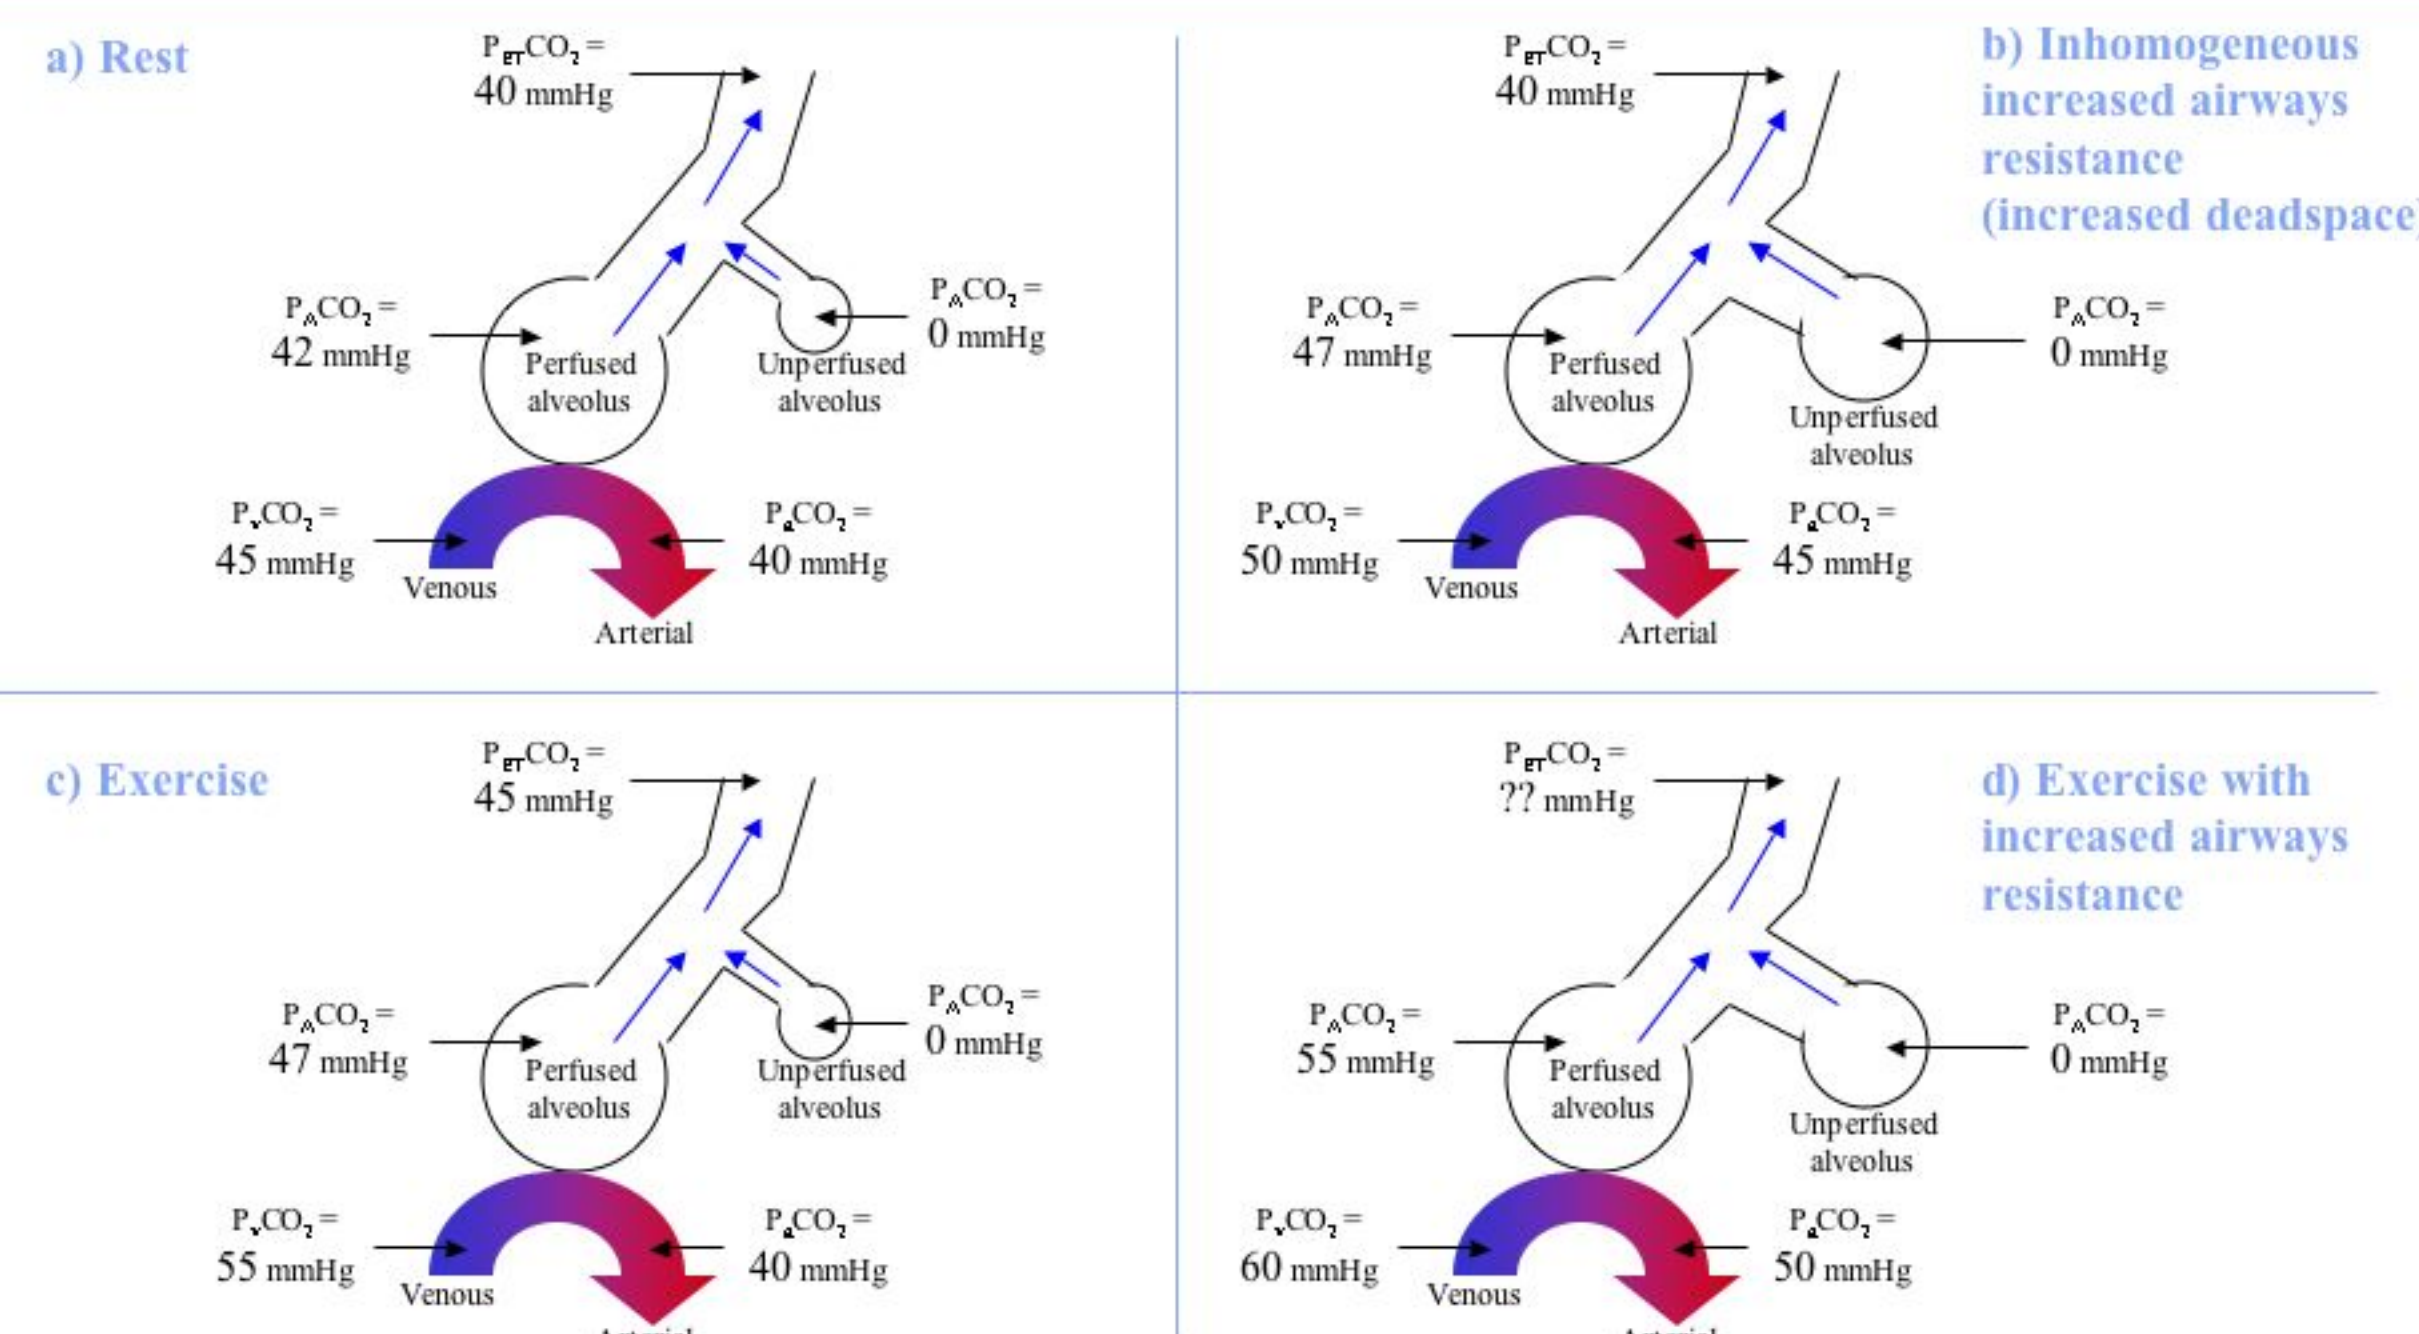 a) Rest
PETCO2 =
40 mmHg
PACO2 =
42 mmHg
Perfused
alveolus
PACO2 =
0 mmHg
Unperfused
alveolus
PvCO2 =
45 mmHg
Venous
PaCO2 =
40 mmHg
Arterial
b) Inhomogeneous
increased airways
resistance
(increased deadspace)
PETCO2 =
40 mmHg
PACO2 =
47 mmHg
Perfused
alveolus
PACO2 =
0 mmHg
Unperfused
alveolus
PvCO2 =
50 mmHg
Venous
PaCO2 =
45 mmHg
Arterial
c) Exercise
PETCO2 =
45 mmHg
PACO2 =
47 mmHg
Perfused
alveolus
PACO2 =
0 mmHg
Unperfused
alveolus
PvCO2 =
55 mmHg
Venous
PaCO2 =
40 mmHg
Arterial
d) Exercise with
increased airways
resistance
PETCO2 =
?? mmHg
PACO2 =
55 mmHg
Perfused
alveolus
PACO2 =
0 mmHg
Unperfused
alveolus
PvCO2 =
60 mmHg
Venous
PaCO2 =
50 mmHg
Arterial